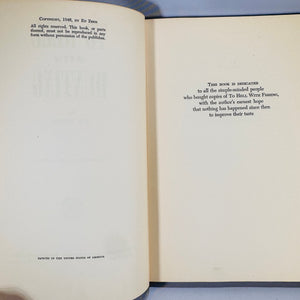 COPYRIGHT, 1946, BY ED ZERN
All rights reserved. This book, or parts
thereof, must not be reproduced in any
form without permission of the publisher.
HUNTING
PRINTED IN THE UNITED STATES OF AMERICA
THIS BOOK IS DEDICATED
to all the simple-minded people
who bought copies of TO HELL WITH FISHING,
with the author's earnest hope
that nothing has happened since then
to improve their taste